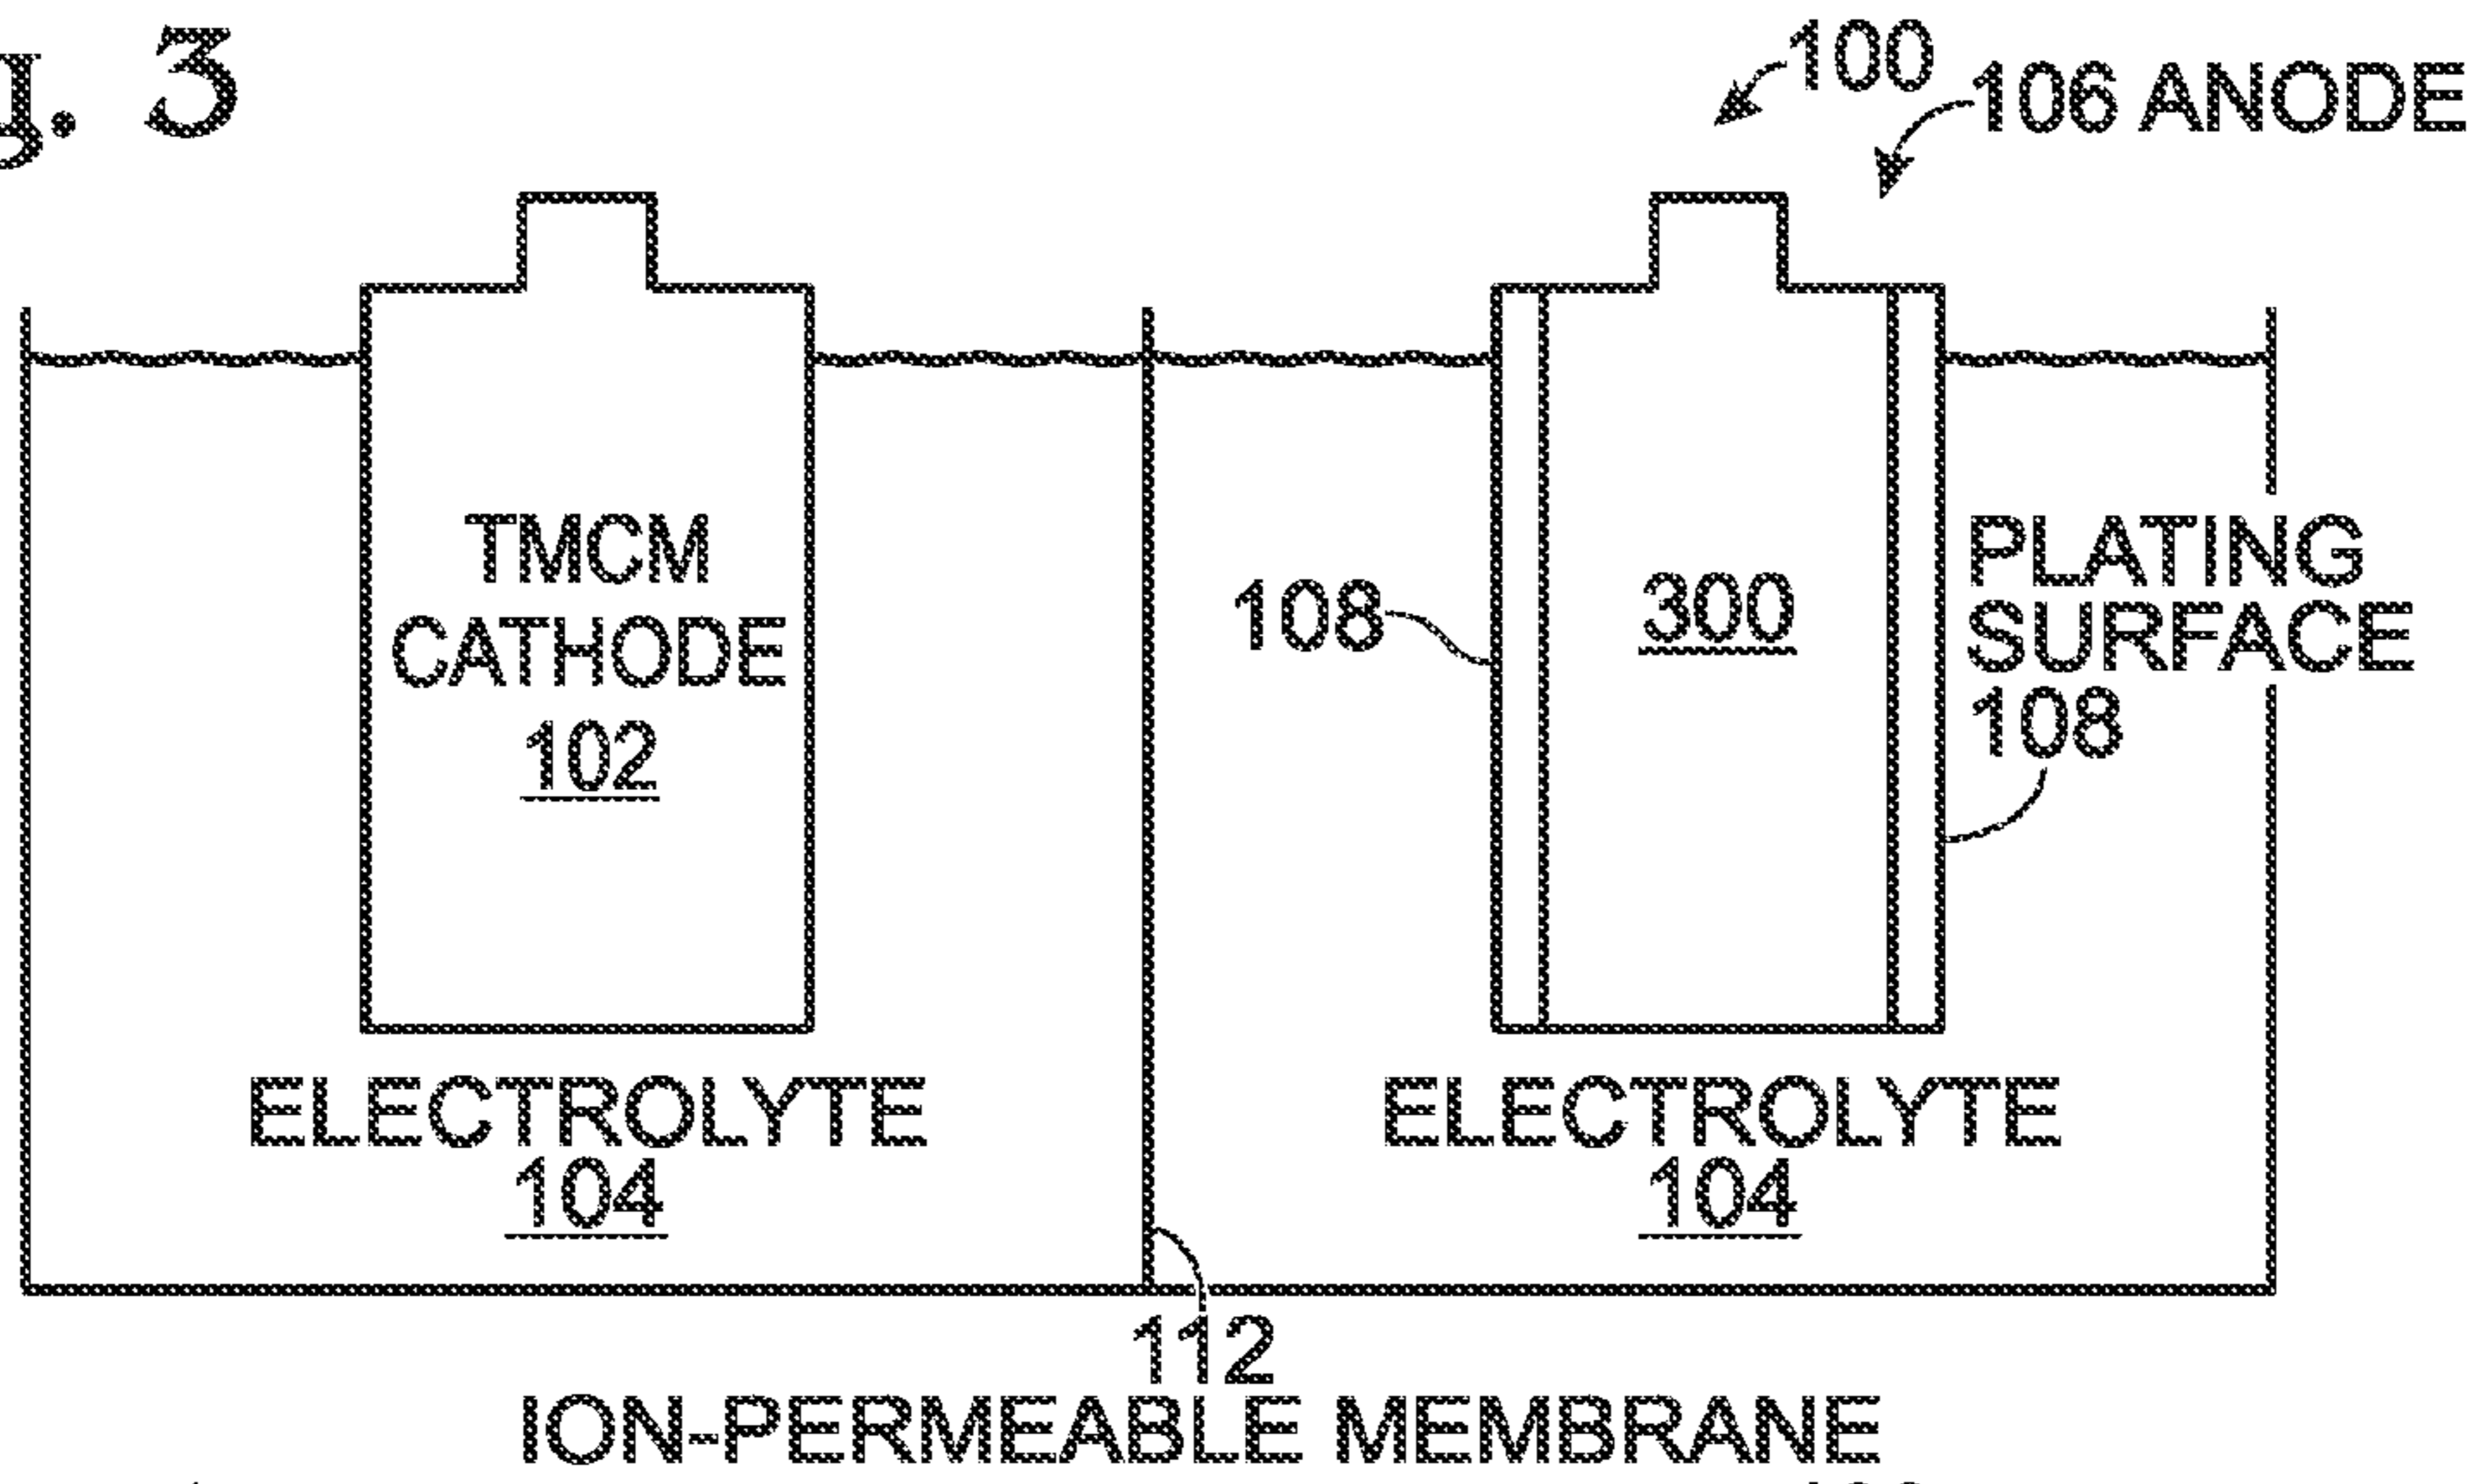 g. 3
100
106 ANODE
TMCM
CATHODE
102
108
300
PLATING
SURFACE
108
ELECTROLYTE
104
ELECTROLYTE
104
112
ION-PERMEABLE MEMBRANE